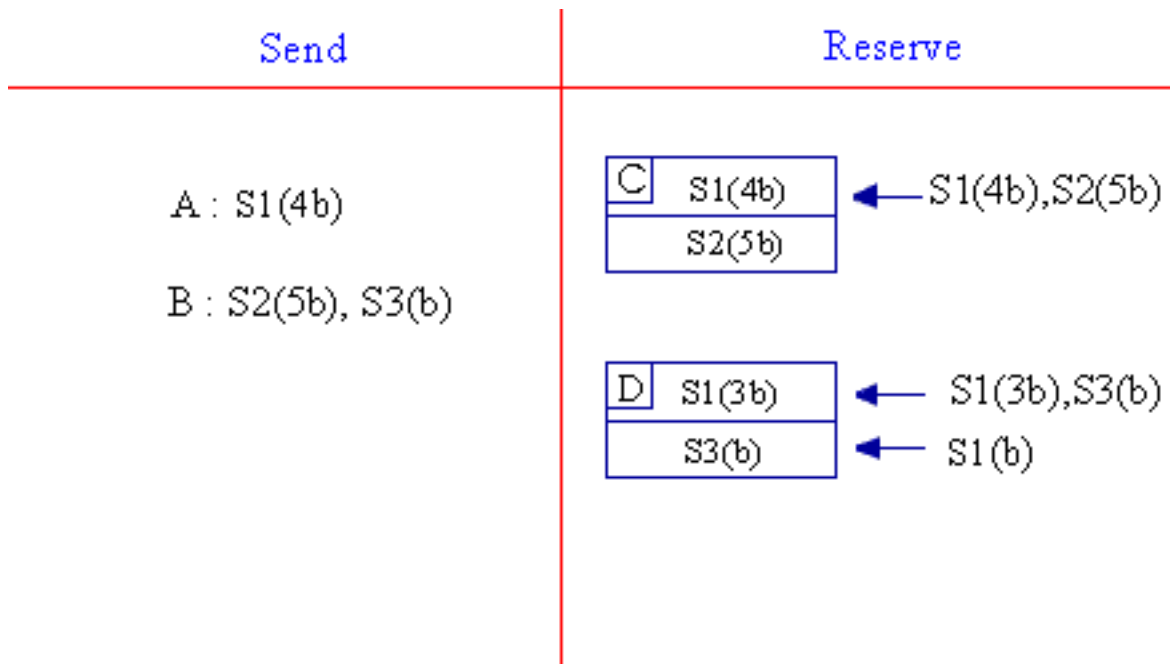 Send
Reserve
A : S1(4b)
B : S2(5b), S3(b)
C
S1(4b)
S2(5b)
S1(4b),S2(5b)
D
S1(3b)
S3(b)
S1(3b),S3(b)
S1(b)